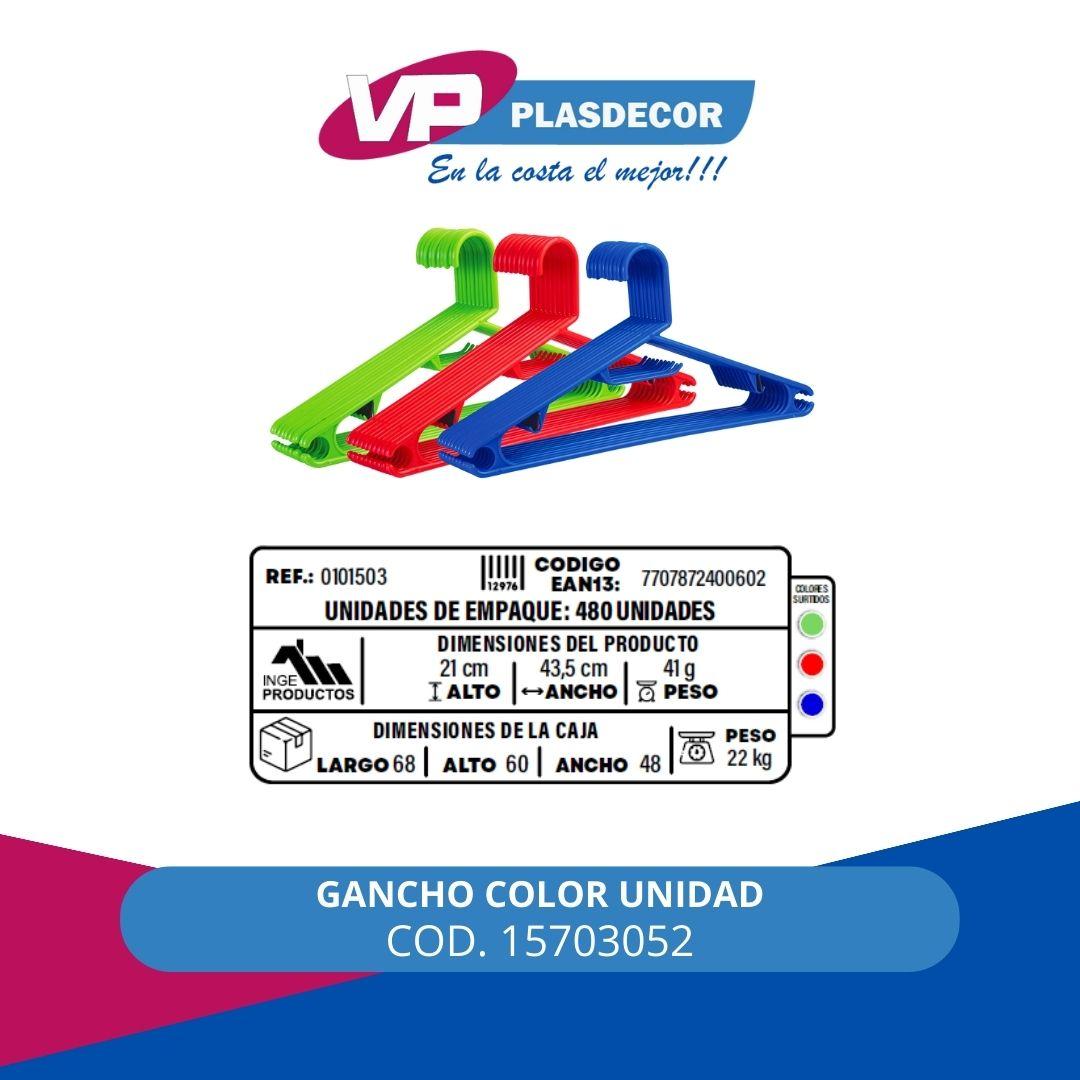 VP PLASDECOR
En la costa el mejor!!!
REF.: 0101503
12976
CODIGO
EAN13: 7707872400602
UNIDADES DE EMPAQUE: 480 UNIDADES
COLORES
SURTIDOS
INGE
PRODUCTOS
DIMENSIONES DEL PRODUCTO
21 cm 43,5 cm 41 g
ALTO ANCHO PESO
DIMENSIONES DE LA CAJA
LARGO 68 ALTO 60 ANCHO 48
PESO
22 kg
GANCHO COLOR UNIDAD
COD. 15703052